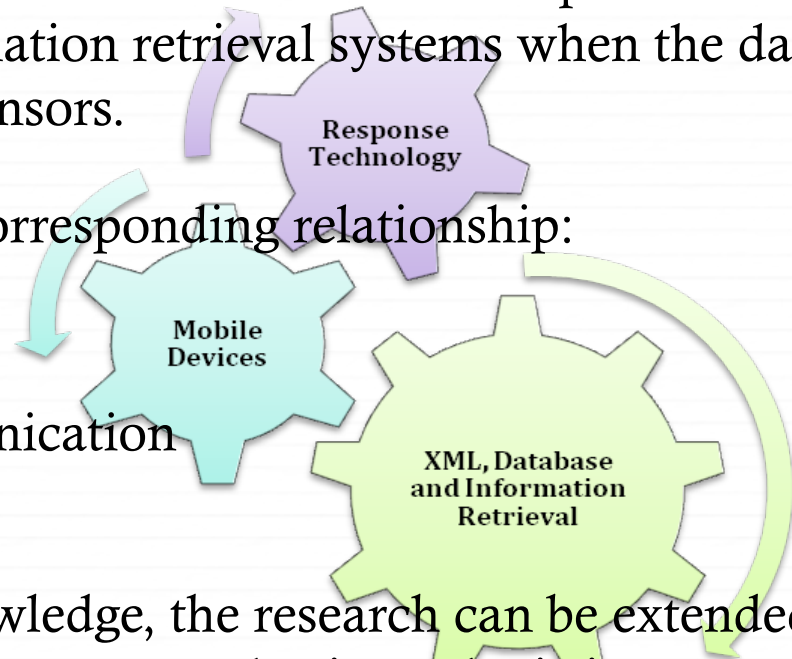 ation retrieval systems when the da
nsors.
Response
Technology
orresponding relationship:
Mobile
Devices
nication
XML, Database
and Information
Retrieval
wledge, the research can be extended